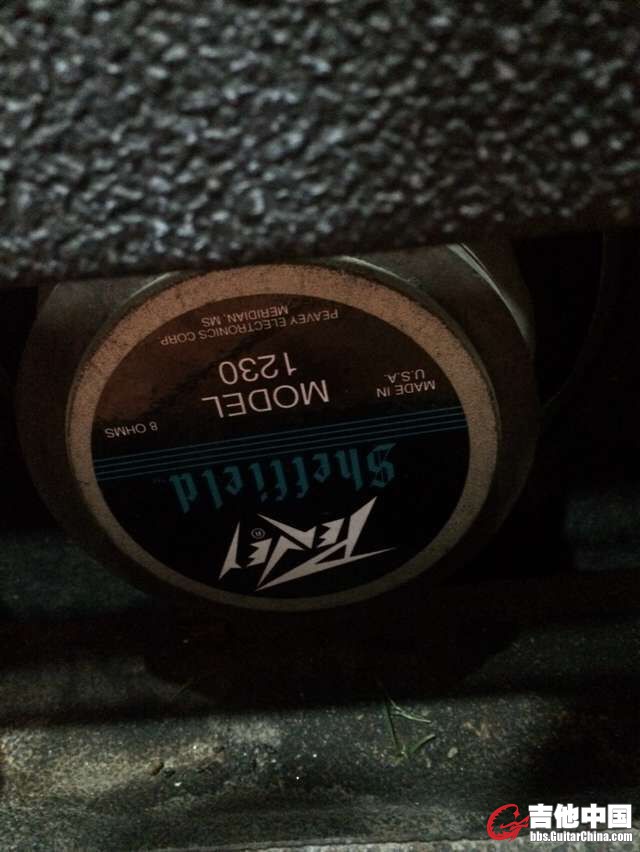 PEAVEY®
Sheffield™
8 OHMS
MADE IN
U.S.A.
MODEL
1230
PEAVEY ELECTRONICS CORP
MERIDIAN, MS
吉他中国
bbs.GuitarChina.com